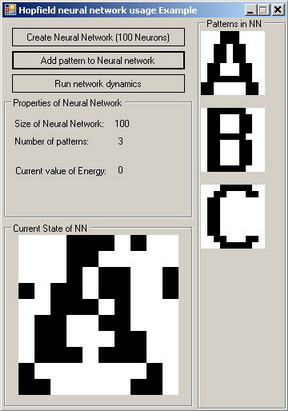 Hopfield neural network usage Example
Create Neural Network (100 Neurons)
Add pattern to Neural network
Run network dynamics
Properties of Neural Network
Size of Neural Network: 100
Number of patterns: 3
Current value of Energy: 0
Current State of NN
Patterns in NN
A
B
C